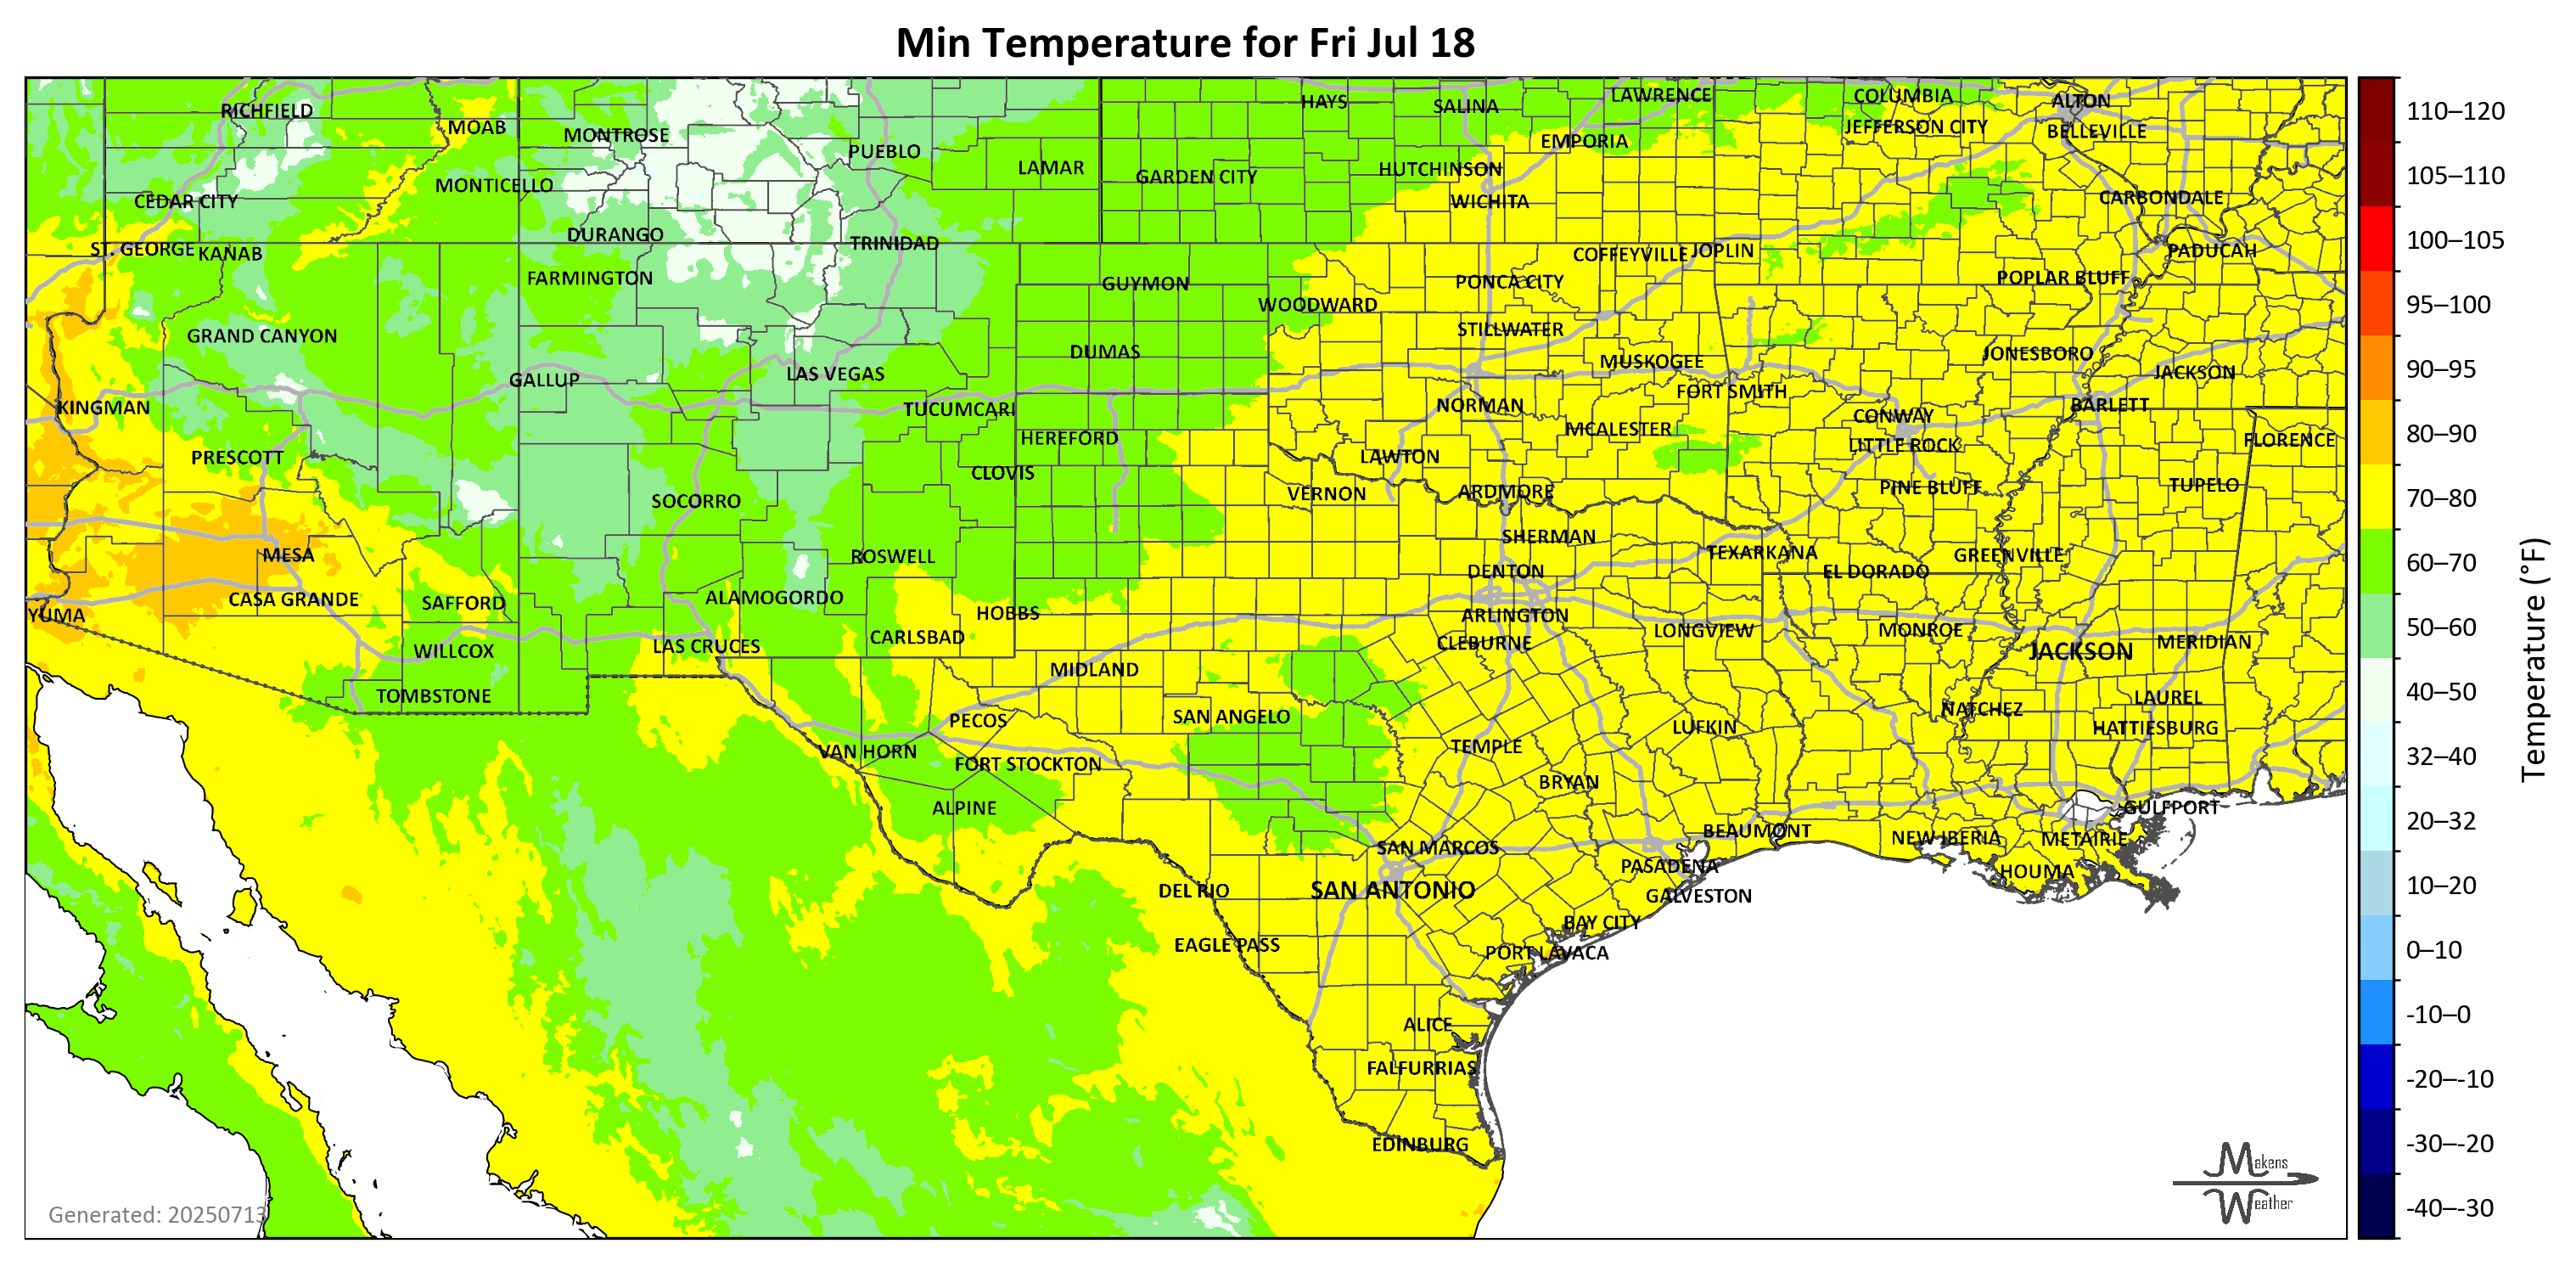 Min Temperature for Fri Jul 18
RICHFIELD
MOAB
MONTROSE
PUEBLO
LAMAR
HAYS
SALINA
LAWRENCE
COLUMBIA
ALTON
EMPORIA
JEFFERSON CITY
BELLEVILLE
MONTICELLO
GARDEN CITY
HUTCHINSON
CEDAR CITY
WICHITA
CARBONDALE
DURANGO
TRINIDAD
ST. GEORGE
KANAB
COFFEYVILLE
JOPLIN
PADUCAH
FARMINGTON
GUYMON
PONCA CITY
POPLAR BLUFF
WOODWARD
GRAND CANYON
STILLWATER
DUMAS
MUSKOGEE
JONESBORO
GALLUP
LAS VEGAS
JACKSON
FORT SMITH
KINGMAN
TUCUMCARI
NORMAN
CONWAY
BARLETT
HEREFORD
MCALESTER
LITTLE ROCK
FLORENCE
PRESCOTT
LAWTON
CLOVIS
SOCORRO
VERNON
ARDMORE
PINE BLUFF
TUPELO
SHERMAN
MESA
ROSWELL
TEXARKANA
GREENVILLE
DENTON
EL DORADO
CASA GRANDE
SAFFORD
ALAMOGORDO
YUMA
HOBBS
ARLINGTON
WILLCOX
LAS CRUCES
CARLSBAD
CLEBURNE
LONGVIEW
MONROE
JACKSON
MERIDIAN
MIDLAND
TOMBSTONE
LAUREL
PECOS
SAN ANGELO
NATCHEZ
LUFKIN
HATTIESBURG
VAN HORN
FORT STOCKTON
TEMPLE
BRYAN
ALPINE
GULFPORT
BEAUMONT
NEW IBERIA
METAIRIE
SAN MARCOS
PASADENA
HOUMA
DEL RIO
SAN ANTONIO
GALVESTON
BAY CITY
EAGLE PASS
PORT LAVACA
ALICE
FALFURRIAS
EDINBURG
Generated: 20250713
Makens
Weather
110–120
105–110
100–105
95–100
90–95
80–90
70–80
60–70
50–60
40–50
32–40
20–32
10–20
0–10
-10–0
-20–-10
-30–-20
-40–-30
Temperature (°F)